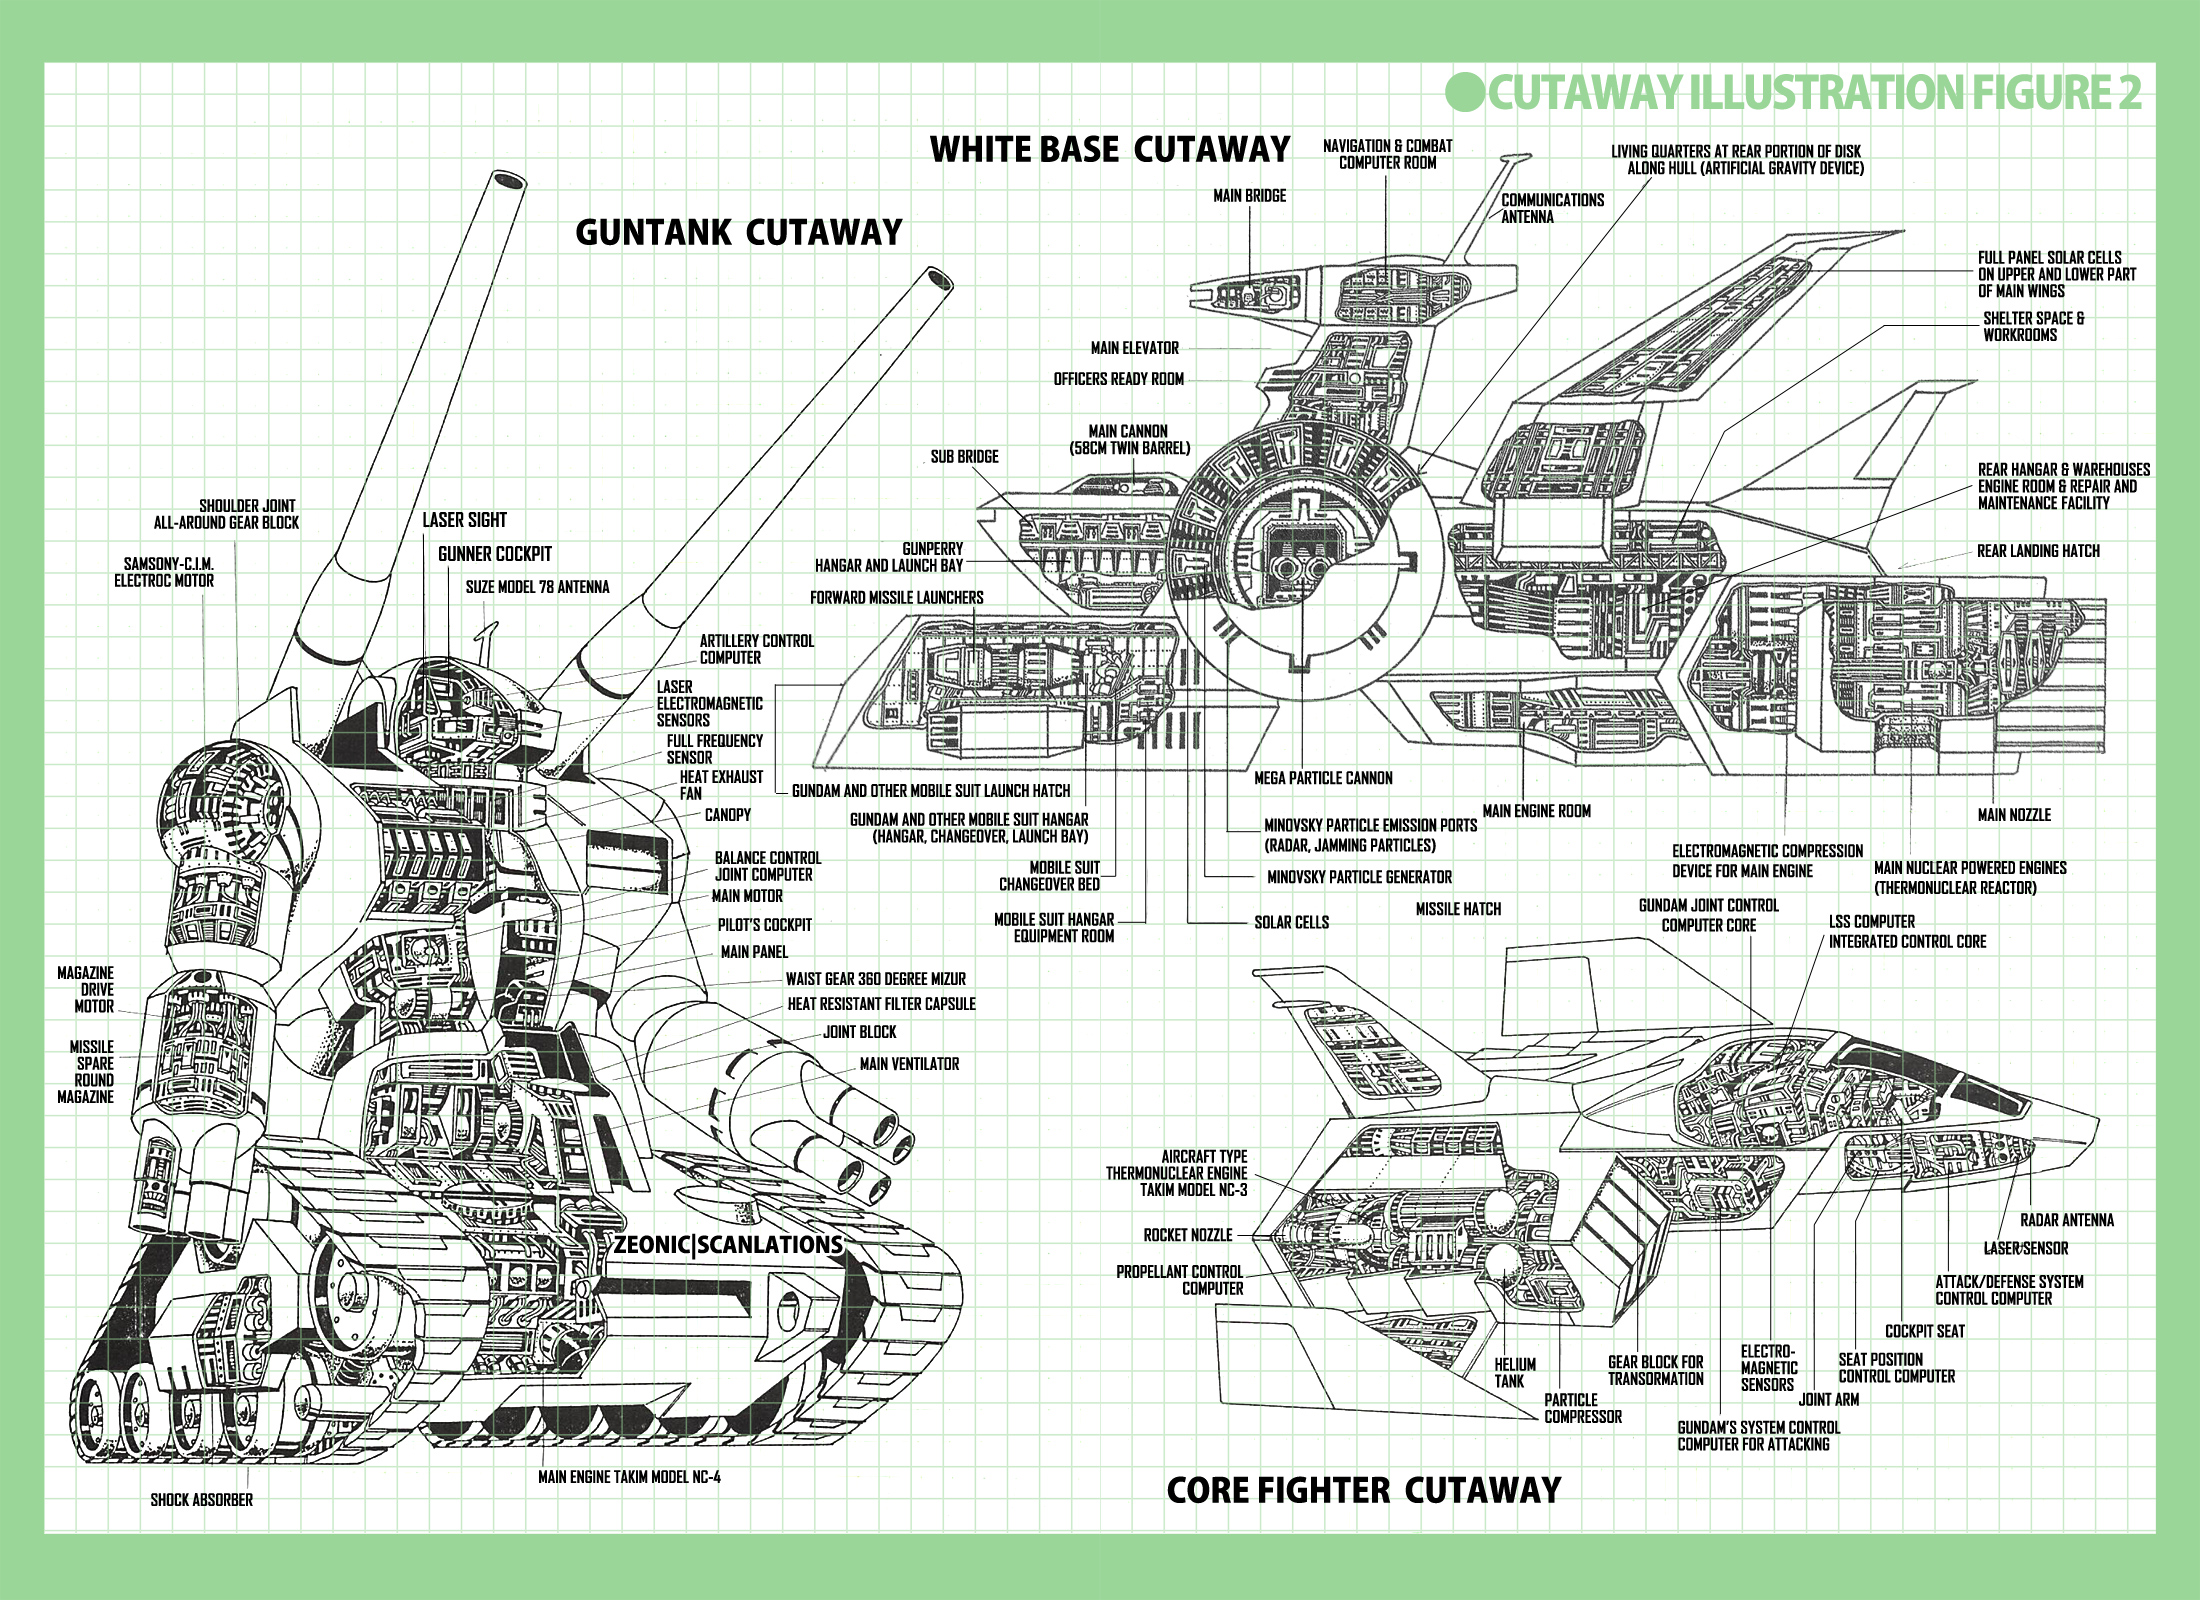 ●CUTAWAY ILLUSTRATION FIGURE 2
GUNTANK CUTAWAY
SHOULDER JOINT
ALL-AROUND GEAR BLOCK
SAMSONY-C.I.M.
ELECTROC MOTOR
LASER SIGHT
GUNNER COCKPIT
SUZE MODEL 78 ANTENNA
ARTILLERY CONTROL
COMPUTER
LASER
ELECTROMAGNETIC
SENSORS
FULL FREQUENCY
SENSOR
HEAT EXHAUST
FAN
CANOPY
BALANCE CONTROL
JOINT COMPUTER
MAIN MOTOR
PILOT'S COCKPIT
MAIN PANEL
WAIST GEAR 360 DEGREE MIZUR
HEAT RESISTANT FILTER CAPSULE
JOINT BLOCK
MAIN VENTILATOR
MAGAZINE
DRIVE
MOTOR
MISSILE
SPARE
ROUND
MAGAZINE
ZEONIC|SCANLATIONS
MAIN ENGINE TAKIM MODEL NC-4
SHOCK ABSORBER
WHITE BASE CUTAWAY
NAVIGATION & COMBAT
COMPUTER ROOM
MAIN BRIDGE
COMMUNICATIONS
ANTENNA
LIVING QUARTERS AT REAR PORTION OF DISK
ALONG HULL (ARTIFICIAL GRAVITY DEVICE)
FULL PANEL SOLAR CELLS
ON UPPER AND LOWER PART
OF MAIN WINGS
SHELTER SPACE &
WORKROOMS
MAIN ELEVATOR
OFFICERS READY ROOM
MAIN CANNON
(58CM TWIN BARREL)
SUB BRIDGE
REAR HANGAR & WAREHOUSES
ENGINE ROOM & REPAIR AND
MAINTENANCE FACILITY
GUNPERRY
HANGAR AND LAUNCH BAY
REAR LANDING HATCH
FORWARD MISSILE LAUNCHERS
GUNDAM AND OTHER MOBILE SUIT LAUNCH HATCH
GUNDAM AND OTHER MOBILE SUIT HANGAR
(HANGAR, CHANGEOVER, LAUNCH BAY)
MOBILE SUIT
CHANGEOVER BED
MOBILE SUIT HANGAR
EQUIPMENT ROOM
MEGA PARTICLE CANNON
MINOVSKY PARTICLE EMISSION PORTS
(RADAR, JAMMING PARTICLES)
MINOVSKY PARTICLE GENERATOR
SOLAR CELLS
MAIN ENGINE ROOM
ELECTROMAGNETIC COMPRESSION
DEVICE FOR MAIN ENGINE
MAIN NOZZLE
MAIN NUCLEAR POWERED ENGINES
(THERMONUCLEAR REACTOR)
MISSILE HATCH
GUNDAM JOINT CONTROL
COMPUTER CORE
LSS COMPUTER
INTEGRATED CONTROL CORE
AIRCRAFT TYPE
THERMONUCLEAR ENGINE
TAKIM MODEL NC-3
ROCKET NOZZLE
PROPELLANT CONTROL
COMPUTER
HELIUM
TANK
PARTICLE
COMPRESSOR
GEAR BLOCK FOR
TRANSORMATION
GUNDAM'S SYSTEM CONTROL
COMPUTER FOR ATTACKING
ELECTRO-
MAGNETIC
SENSORS
JOINT ARM
SEAT POSITION
CONTROL COMPUTER
COCKPIT SEAT
ATTACK/DEFENSE SYSTEM
CONTROL COMPUTER
LASER/SENSOR
RADAR ANTENNA
CORE FIGHTER CUTAWAY